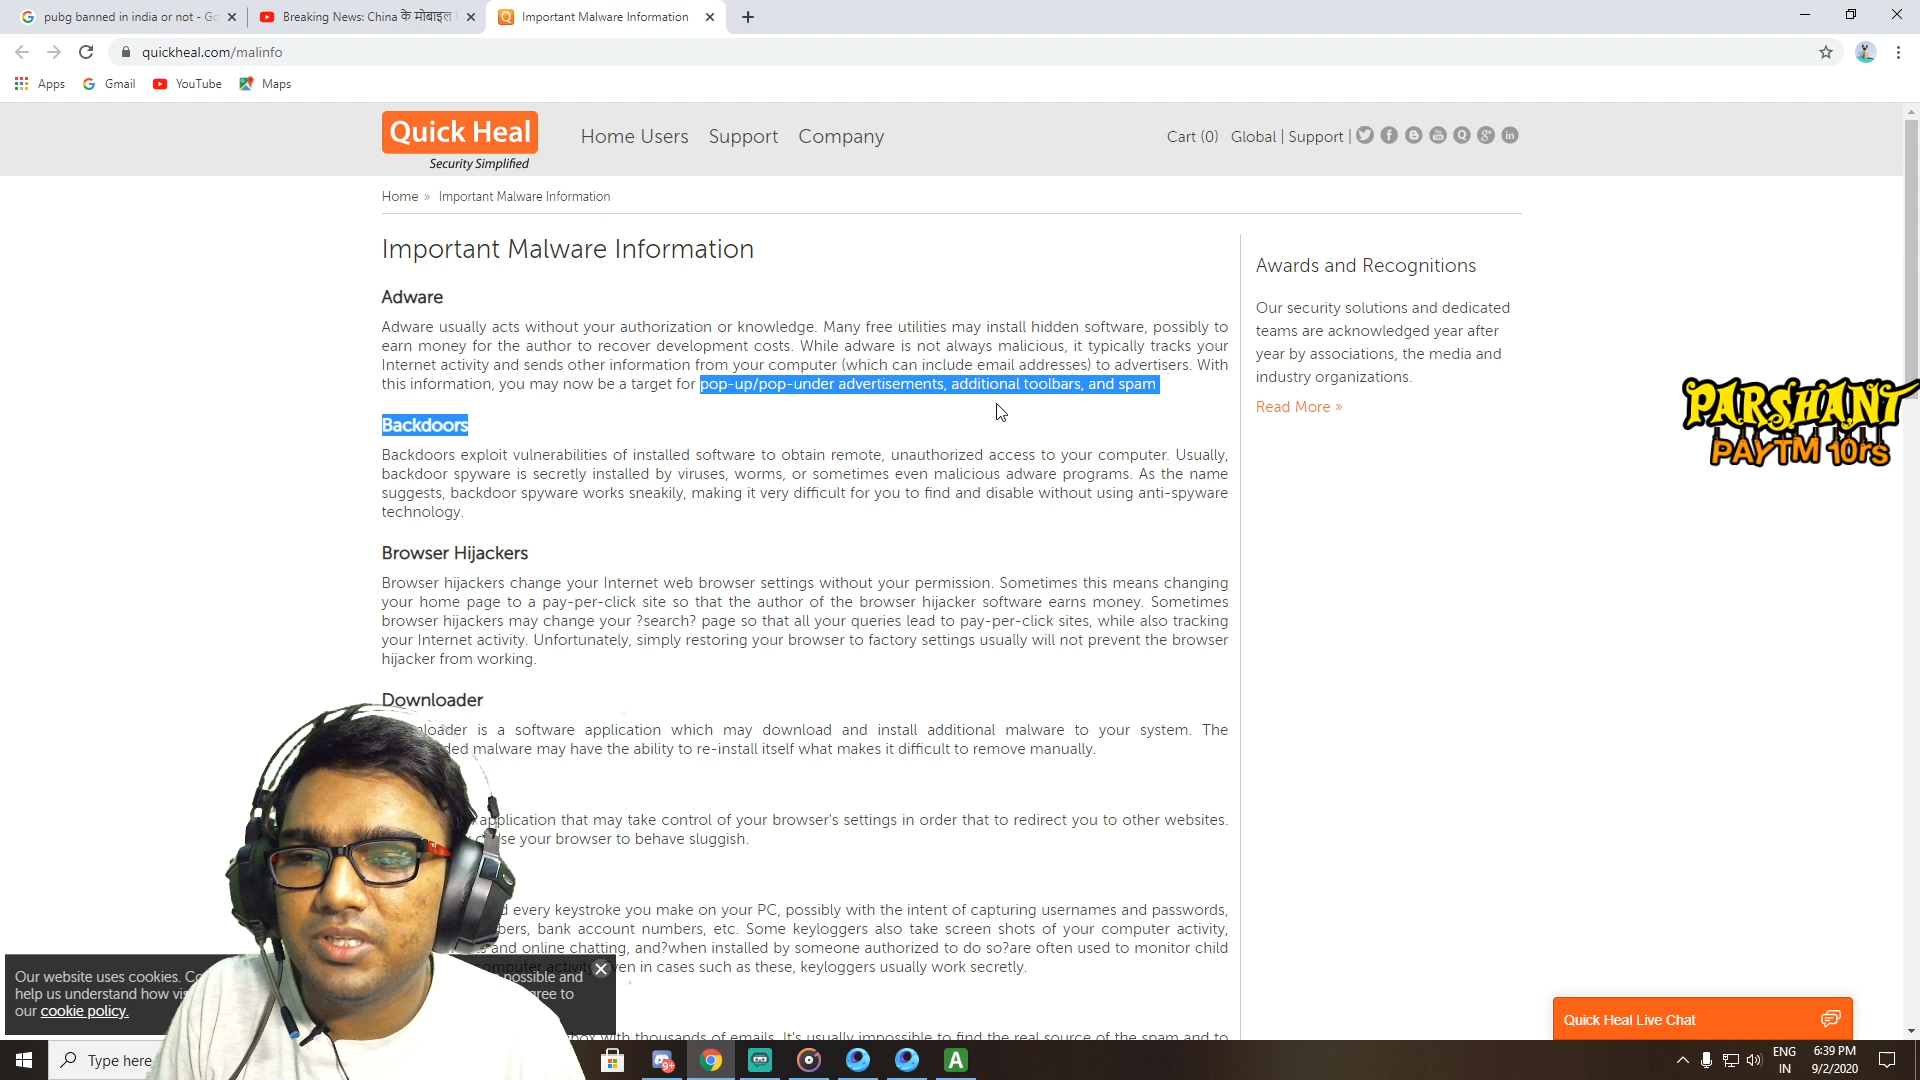 pubg banned in india or not - Go
Breaking News: China के मोबाइल
Important Malware Information
quickheal.com/malinfo
Apps
Gmail
YouTube
Maps
Quick Heal
Security Simplified
Home Users
Support
Company
Cart (0)
Global | Support |
Home » Important Malware Information
Important Malware Information
Adware
Adware usually acts without your authorization or knowledge. Many free utilities may install hidden software, possibly to
earn money for the author to recover development costs. While adware is not always malicious, it typically tracks your
Internet activity and sends other information from your computer (which can include email addresses) to advertisers. With
this information, you may now be a target for pop-up/pop-under advertisements, additional toolbars, and spam
Backdoors
Backdoors exploit vulnerabilities of installed software to obtain remote, unauthorized access to your computer. Usually,
backdoor spyware is secretly installed by viruses, worms, or sometimes even malicious adware programs. As the name
suggests, backdoor spyware works sneakily, making it very difficult for you to find and disable without using anti-spyware
technology.
Browser Hijackers
Browser hijackers change your Internet web browser settings without your permission. Sometimes this means changing
your home page to a pay-per-click site so that the author of the browser hijacker software earns money. Sometimes
browser hijackers may change your ?search? page so that all your queries lead to pay-per-click sites, while also tracking
your Internet activity. Unfortunately, simply restoring your browser to factory settings usually will not prevent the browser
hijacker from working.
Downloader
is a software application which may download and install additional malware to your system. The
malware may have the ability to re-install itself what makes it difficult to remove manually.
application that may take control of your browser's settings in order that to redirect you to other websites.
your browser to behave sluggish.
every keystroke you make on your PC, possibly with the intent of capturing usernames and passwords,
bank account numbers, etc. Some keyloggers also take screen shots of your computer activity,
and online chatting, and?when installed by someone authorized to do so?are often used to monitor child
computer activity. Even in cases such as these, keyloggers usually work secretly.
with thousands of emails. It's usually impossible to find the real source of the spam and to
Awards and Recognitions
Our security solutions and dedicated
teams are acknowledged year after
year by associations, the media and
industry organizations.
Read More »
PARSHANT
PAYTM 10rs
Our website uses cookies.
possible and
help us understand how
our cookie policy.
Quick Heal Live Chat
Type here
ENG
IN
6:39 PM
9/2/2020